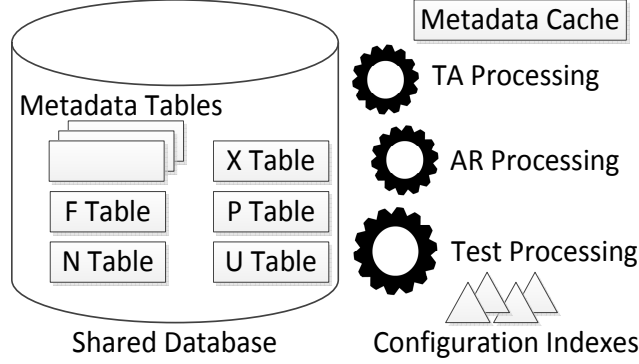 Metadata Cache
TA Processing
Metadata Tables
X Table
AR Processing
F Table
P Table
N Table
U Table
Test Processing
Shared Database
Configuration Indexes